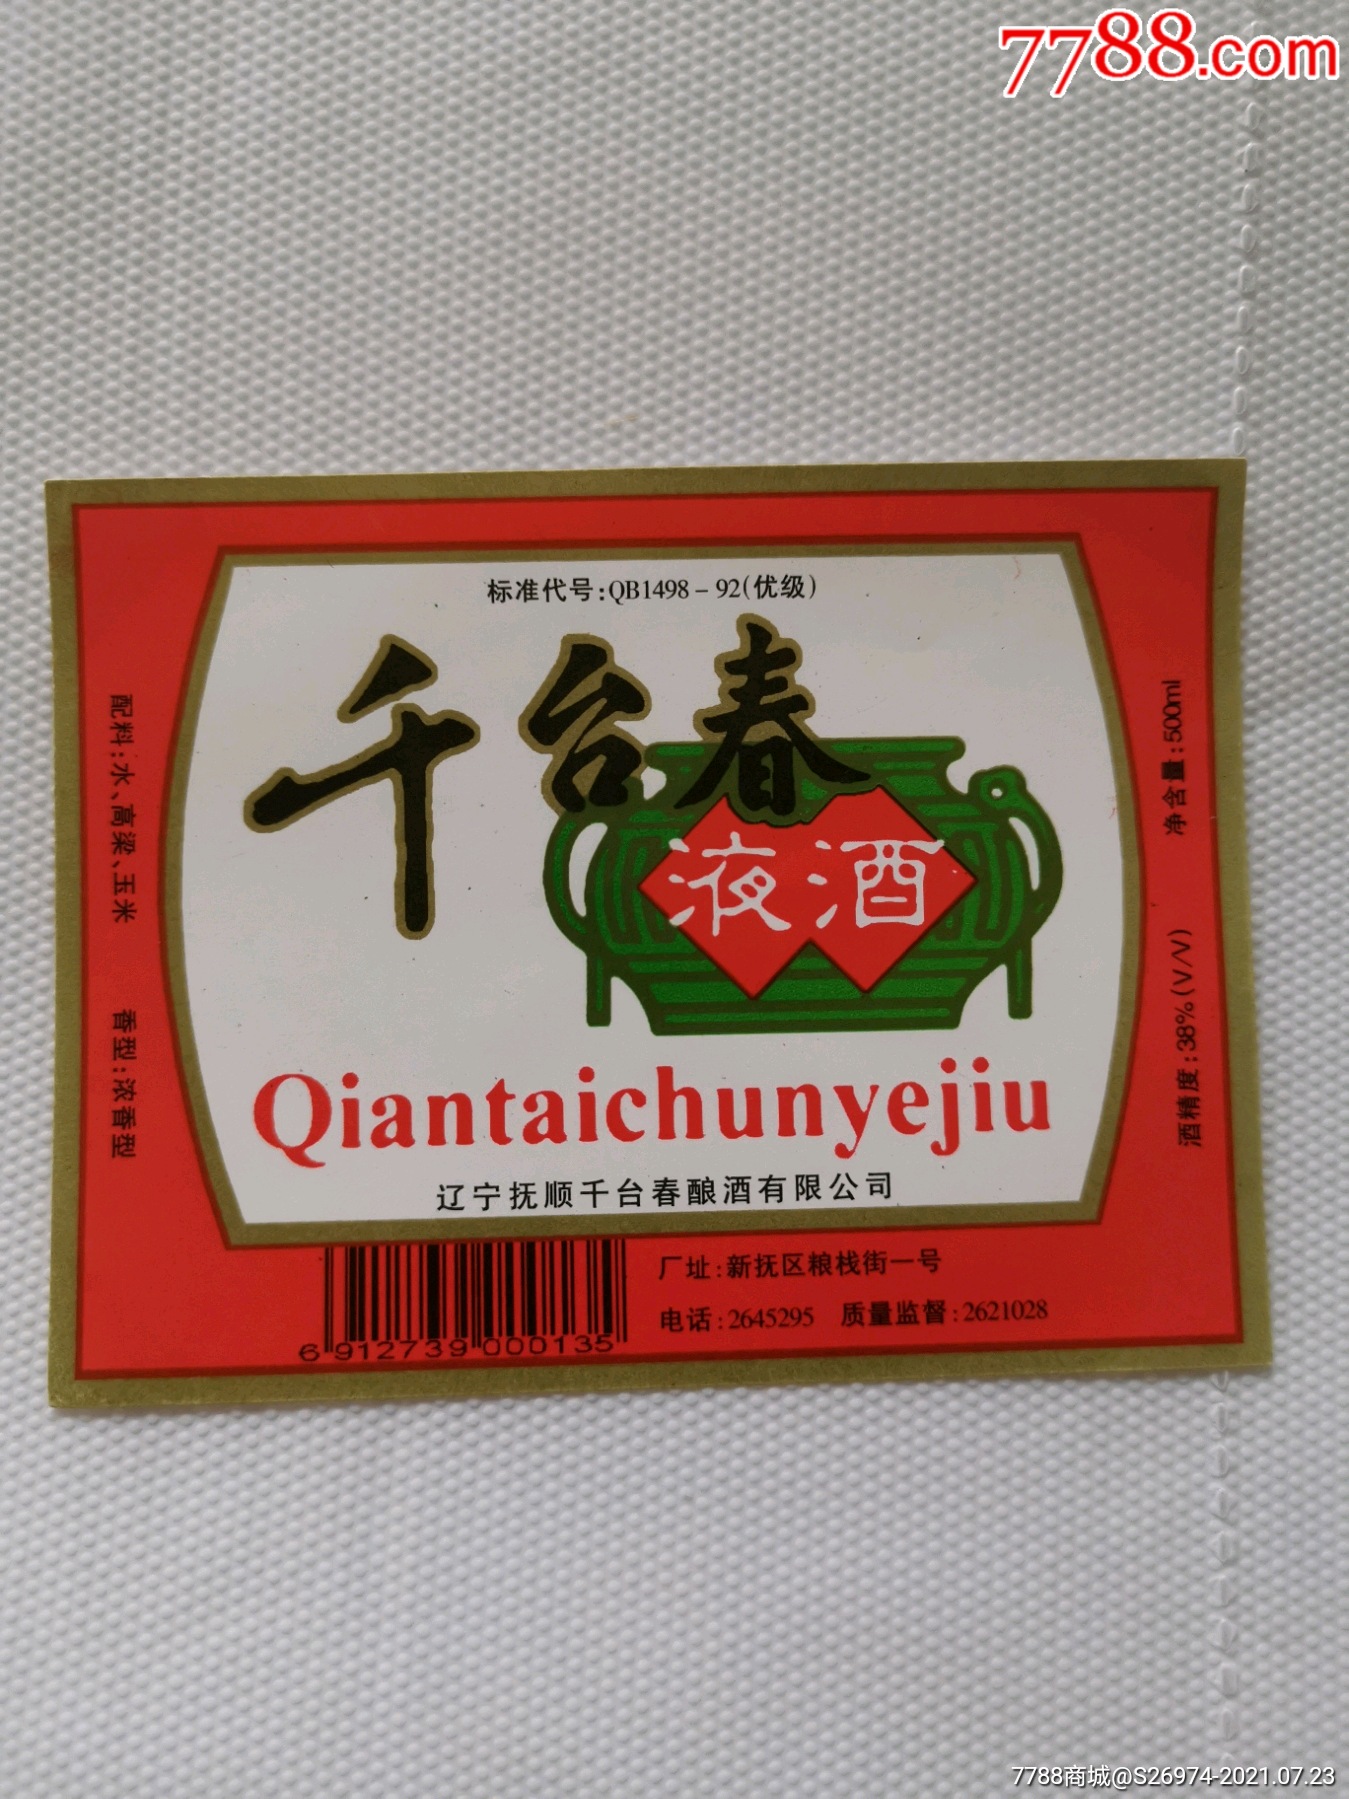 7788.com
标准代号:QB1498-92(优级)
千台春
液酒
Qiantaichunyejiu
辽宁抚顺千台春酿酒有限公司
配料:水、高粱、玉米 香型:浓香型
酒精度:38%(V/V) 净含量:500ml
厂址:新抚区粮栈街一号
电话:2645295 质量监督:2621028
6 912739 000135
7788商城@S26974-2021.07.23